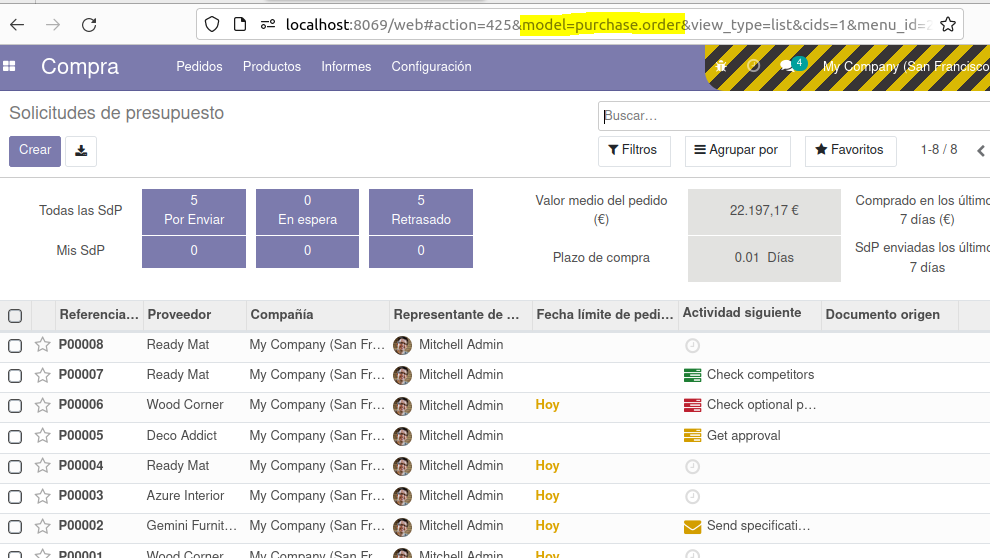 localhost:8069/web#action=425&model=purchase.order&view_type=list&cids=1&menu_id=
Compra Pedidos Productos Informes Configuración 4 My Company (San Francisco
Solicitudes de presupuesto
Buscar...
Crear Filtros Agrupar por Favoritos 1-8 / 8
Todas las SdP 5 Por Enviar 0 En espera 5 Retrasado
Mis SdP 0 0 0
Valor medio del pedido (€) 22.197,17 € Comprado en los último
7 días (€)
Plazo de compra 0.01 Días SdP enviadas los último
7 días
Referencia... Proveedor Compañía Representante de ... Fecha límite de pedi... Actividad siguiente Documento origen
P00008 Ready Mat My Company (San Fr... Mitchell Admin
P00007 Ready Mat My Company (San Fr... Mitchell Admin Check competitors
P00006 Wood Corner My Company (San Fr... Mitchell Admin Hoy Check optional p...
P00005 Deco Addict My Company (San Fr... Mitchell Admin Get approval
P00004 Ready Mat My Company (San Fr... Mitchell Admin Hoy
P00003 Azure Interior My Company (San Fr... Mitchell Admin Hoy
P00002 Gemini Furnit... My Company (San Fr... Mitchell Admin Hoy Send specificati...
P00001 Wood Corner My Company (San Fr... Mitchell Admin Hoy